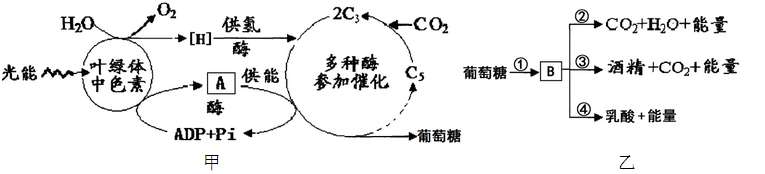 H₂O O₂ [H] 供氢 酶 2C₃ CO₂
光能 叶绿体中色素 A 供能 酶 多种酶参加催化 C₅
ADP+Pi 葡萄糖
甲
葡萄糖 ① B
② CO₂+H₂O+能量
③ 酒精+CO₂+能量
④ 乳酸+能量
乙